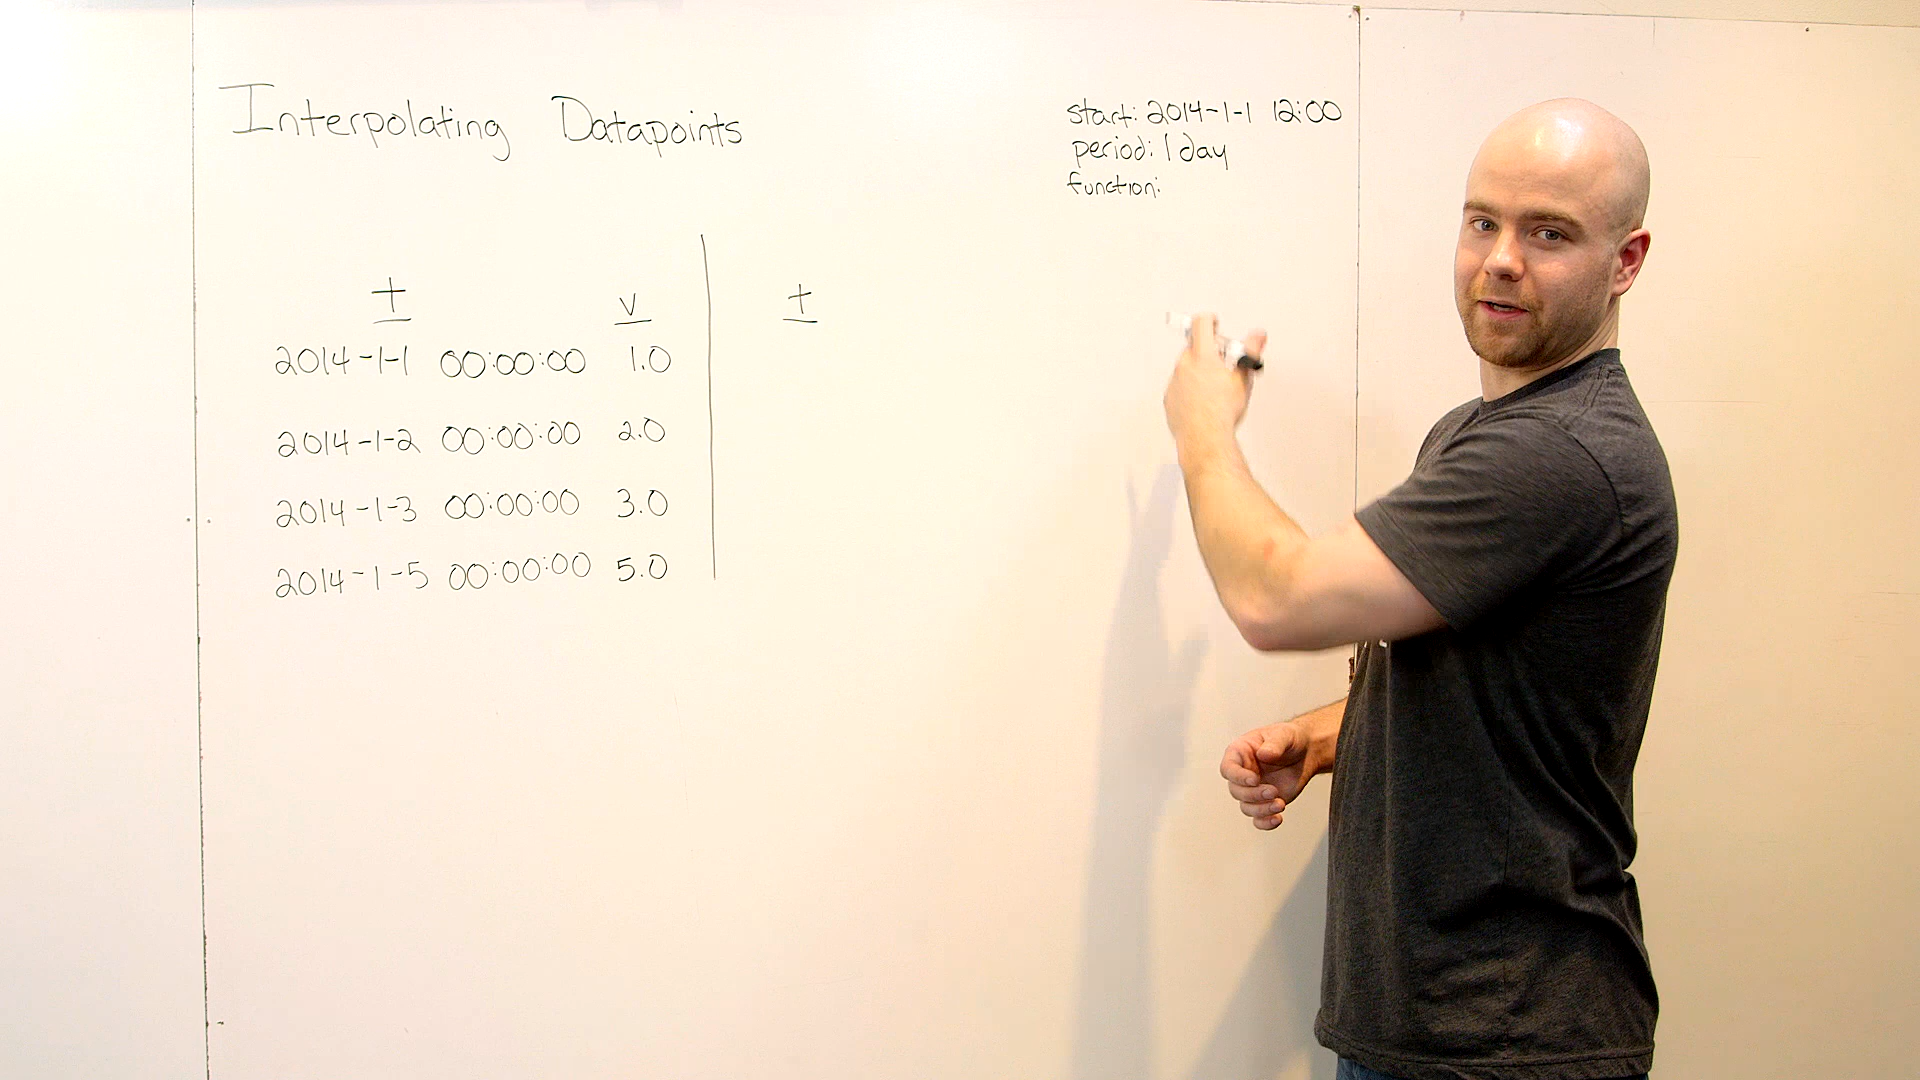 Interpolating Datapoints
start: 2014-1-1 12:00
period: 1 day
function:
t v t
2014-1-1 00:00:00 1.0
2014-1-2 00:00:00 2.0
2014-1-3 00:00:00 3.0
2014-1-5 00:00:00 5.0